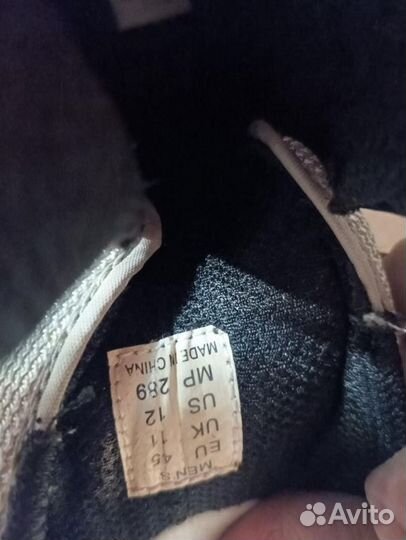 MEN'S
EU 45
UK 11
US 12
MP 289
MADE IN CHINA
Avito